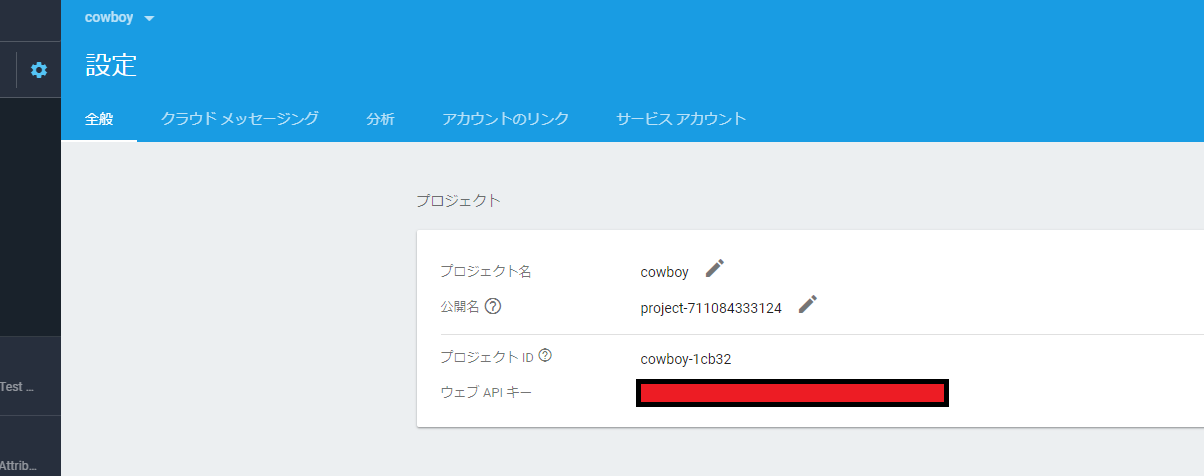 cowboy
設定
全般 クラウド メッセージング 分析 アカウントのリンク サービス アカウント
プロジェクト
プロジェクト名 cowboy
公開名 project-711084333124
プロジェクト ID cowboy-1cb32
ウェブ API キー
Test ...
Attrib...